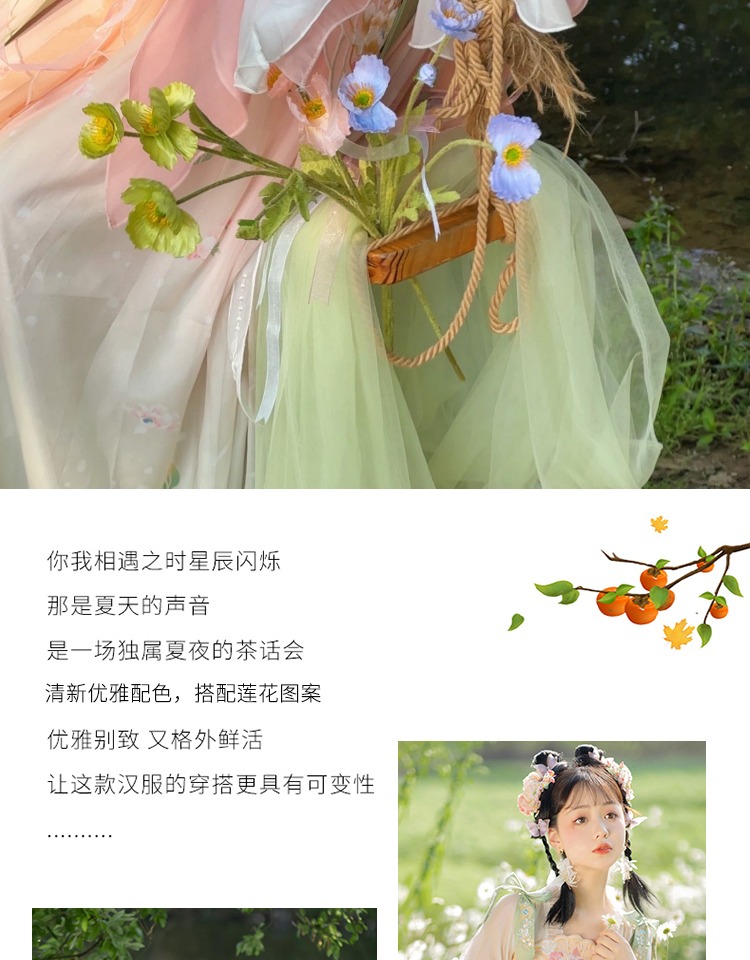 你我相遇之时星辰闪烁
那是夏天的声音
是一场独属夏夜的茶话会
清新优雅配色，搭配莲花图案
优雅别致 又格外鲜活
让这款汉服的穿搭更具有可变性
..........